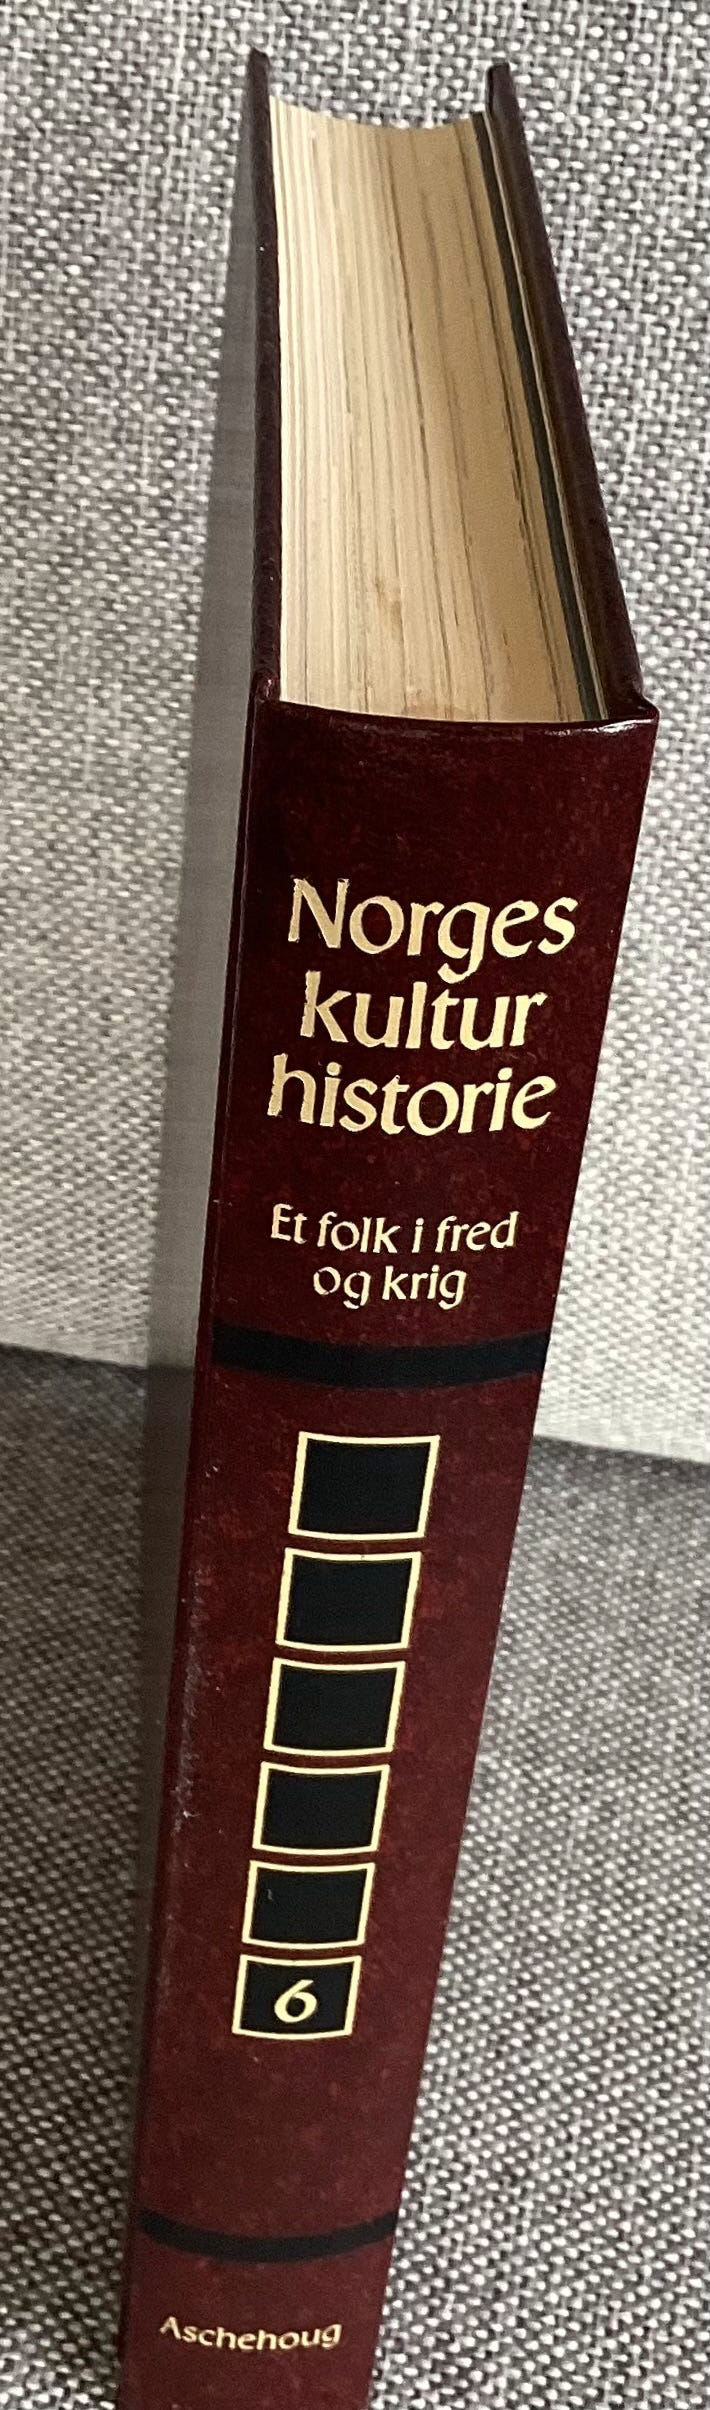 Norges
kultur
historie
Et folk i fred
og krig
6
Aschehoug